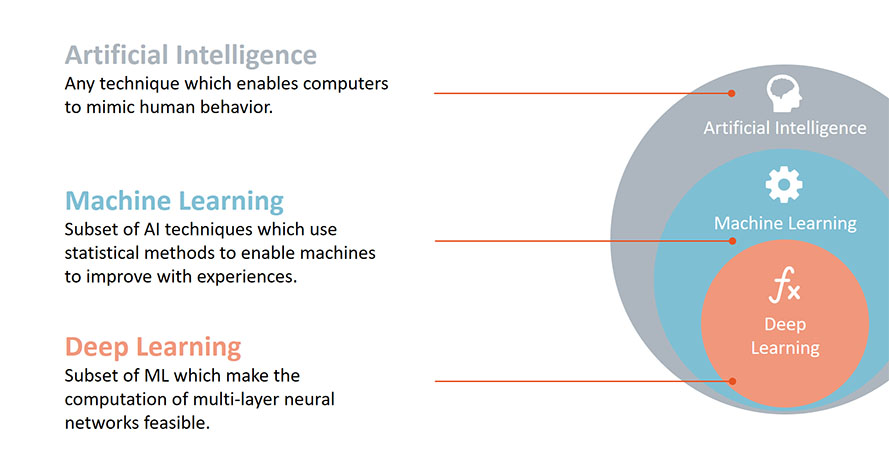 Artificial Intelligence
Any technique which enables computers
to mimic human behavior.
Machine Learning
Subset of AI techniques which use
statistical methods to enable machines
to improve with experiences.
Deep Learning
Subset of ML which make the
computation of multi-layer neural
networks feasible.
Artificial Intelligence
Machine Learning
fx
Deep
Learning